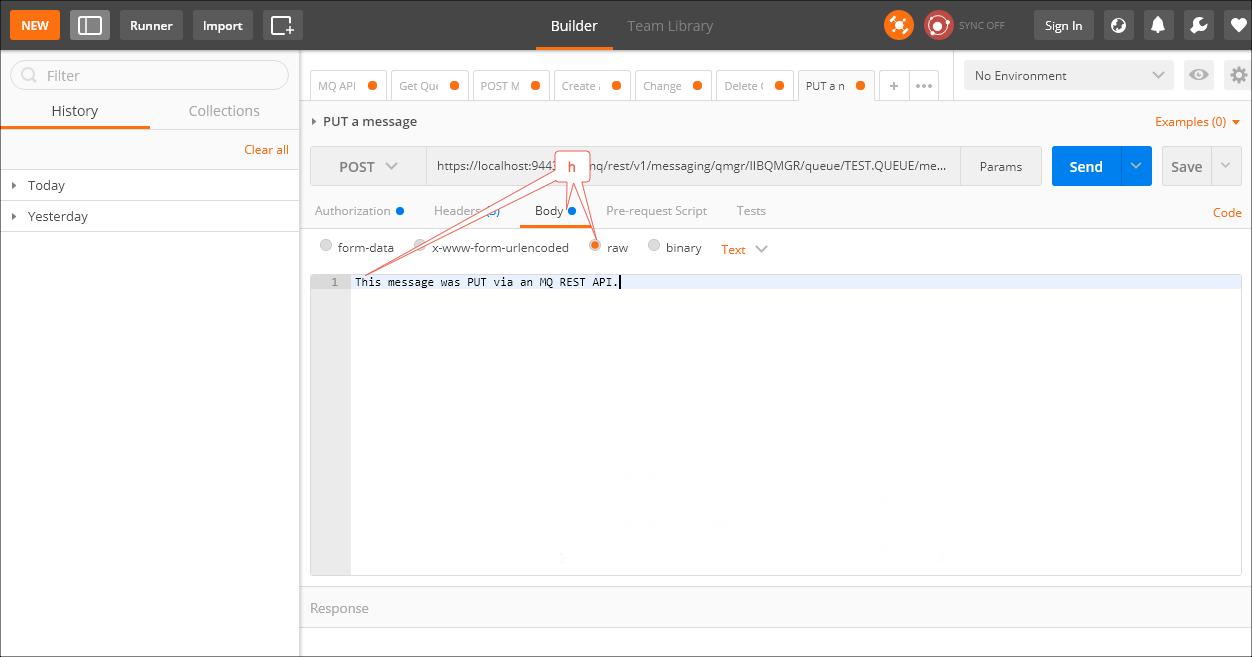 NEW Runner Import Builder Team Library SYNC OFF Sign In
Filter
History Collections
Clear all
Today
Yesterday
MQ API Get Que POST M Create Change Delete PUT a n + •••
No Environment
PUT a message
Examples (0)
POST https://localhost:944 h mq/rest/v1/messaging/qmgr/IIBQMGR/queue/TEST.QUEUE/me... Params Send Save
Authorization Headers Body Pre-request Script Tests Code
form-data x-www-form-urlencoded raw binary Text
1 This message was PUT via an MQ REST API.
Response